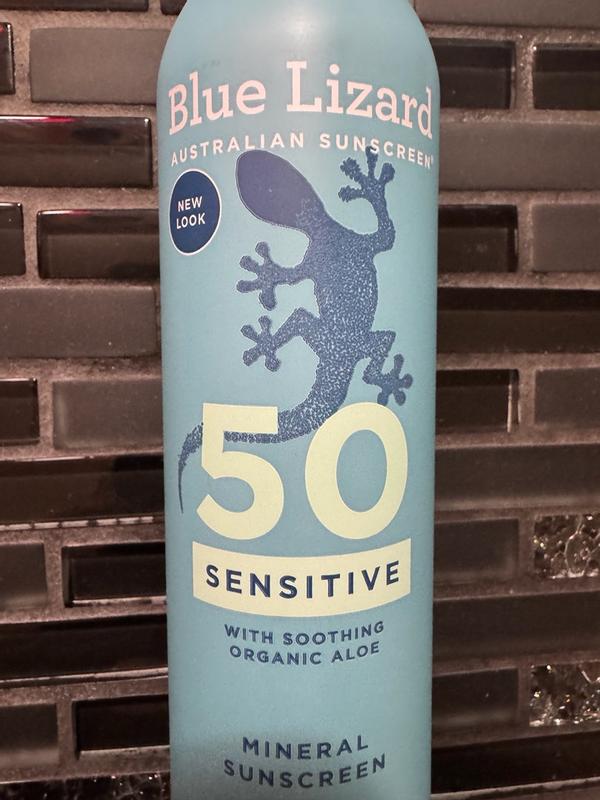 Blue Lizard
AUSTRALIAN SUNSCREEN®
NEW
LOOK
50
SENSITIVE
WITH SOOTHING
ORGANIC ALOE
MINERAL
SUNSCREEN